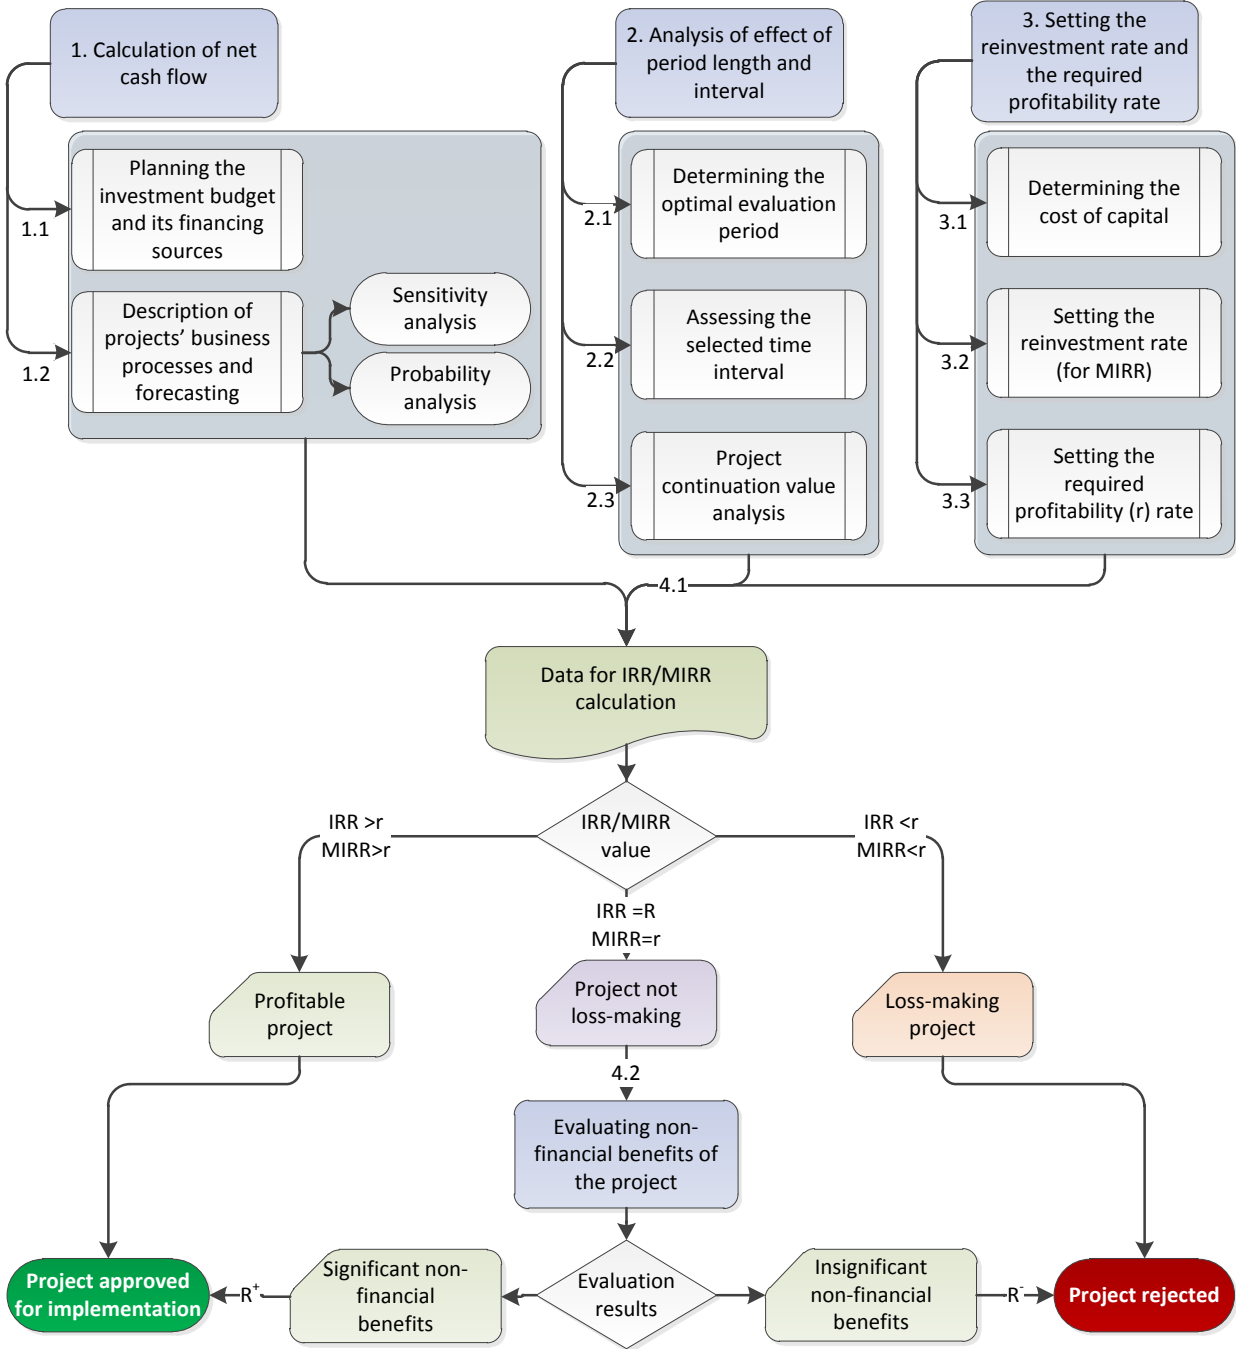 1. Calculation of net
cash flow
2. Analysis of effect of
period length and
interval
3. Setting the
reinvestment rate and
the required
profitability rate
1.1
Planning the
investment budget
and its financing
sources
1.2
Description of
projects’ business
processes and
forecasting
Sensitivity
analysis
Probability
analysis
2.1
Determining the
optimal evaluation
period
2.2
Assessing the
selected time
interval
2.3
Project
continuation value
analysis
3.1
Determining the
cost of capital
3.2
Setting the
reinvestment rate
(for MIRR)
3.3
Setting the
required
profitability (r) rate
4.1
Data for IRR/MIRR
calculation
IRR/MIRR
value
IRR >r
MIRR>r
IRR =R
MIRR=r
IRR <r
MIRR<r
Profitable
project
Project not
loss-making
Loss-making
project
4.2
Evaluating non-
financial benefits of
the project
Evaluation
results
Significant non-
financial
benefits
Insignificant
non-financial
benefits
R⁺
R⁻
Project approved
for implementation
Project rejected